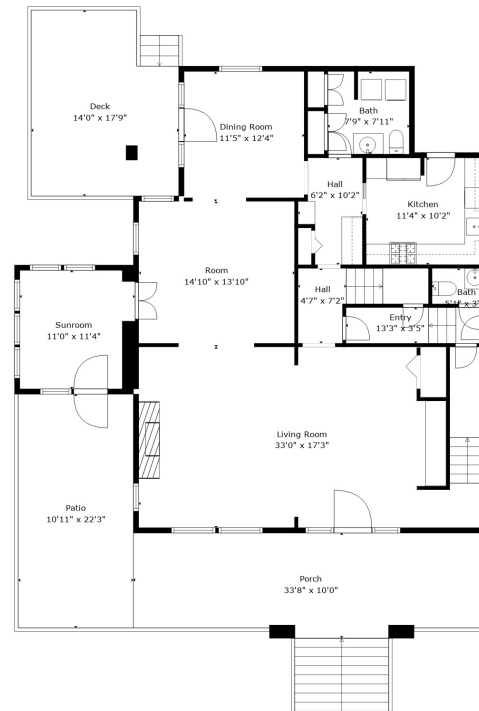 Deck
14'0" x 17'9"
Dining Room
11'5" x 12'4"
Bath
7'9" x 7'11"
Hall
6'2" x 10'2"
Kitchen
11'4" x 10'2"
Room
14'10" x 13'10"
Hall
4'7" x 7'2"
Bath
5'1" x 3'
Entry
13'3" x 3'5"
Sunroom
11'0" x 11'4"
Living Room
33'0" x 17'3"
Patio
10'11" x 22'3"
Porch
33'8" x 10'0"